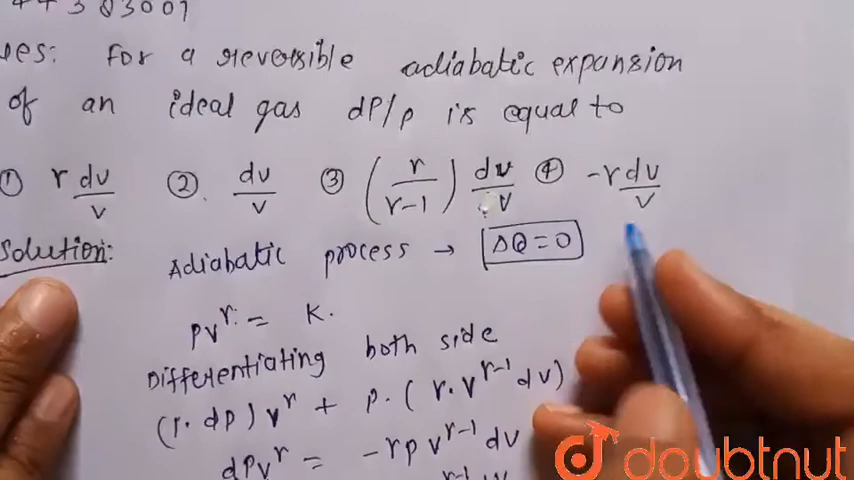 For a reversible adiabatic expansion
of an ideal gas dP/P is equal to
① r dv/v ② dv/v ③ (r/r-1) dv/v ④ -r dv/v
Solution:
Adiabatic process → ΔQ = 0
PV^r = K.
Differentiating both side
(1. dp) v^r + P. (r. v^r-1 dv)
dPv^r = -rPv^r-1 dv
doubtnut